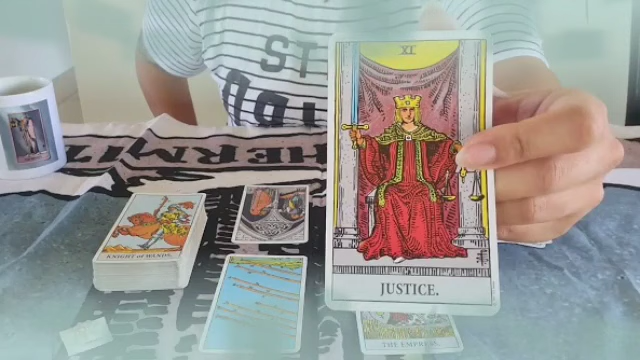 XI
JUSTICE.
KNIGHT of WANDS.
THE EMPRESS.
HERMIT